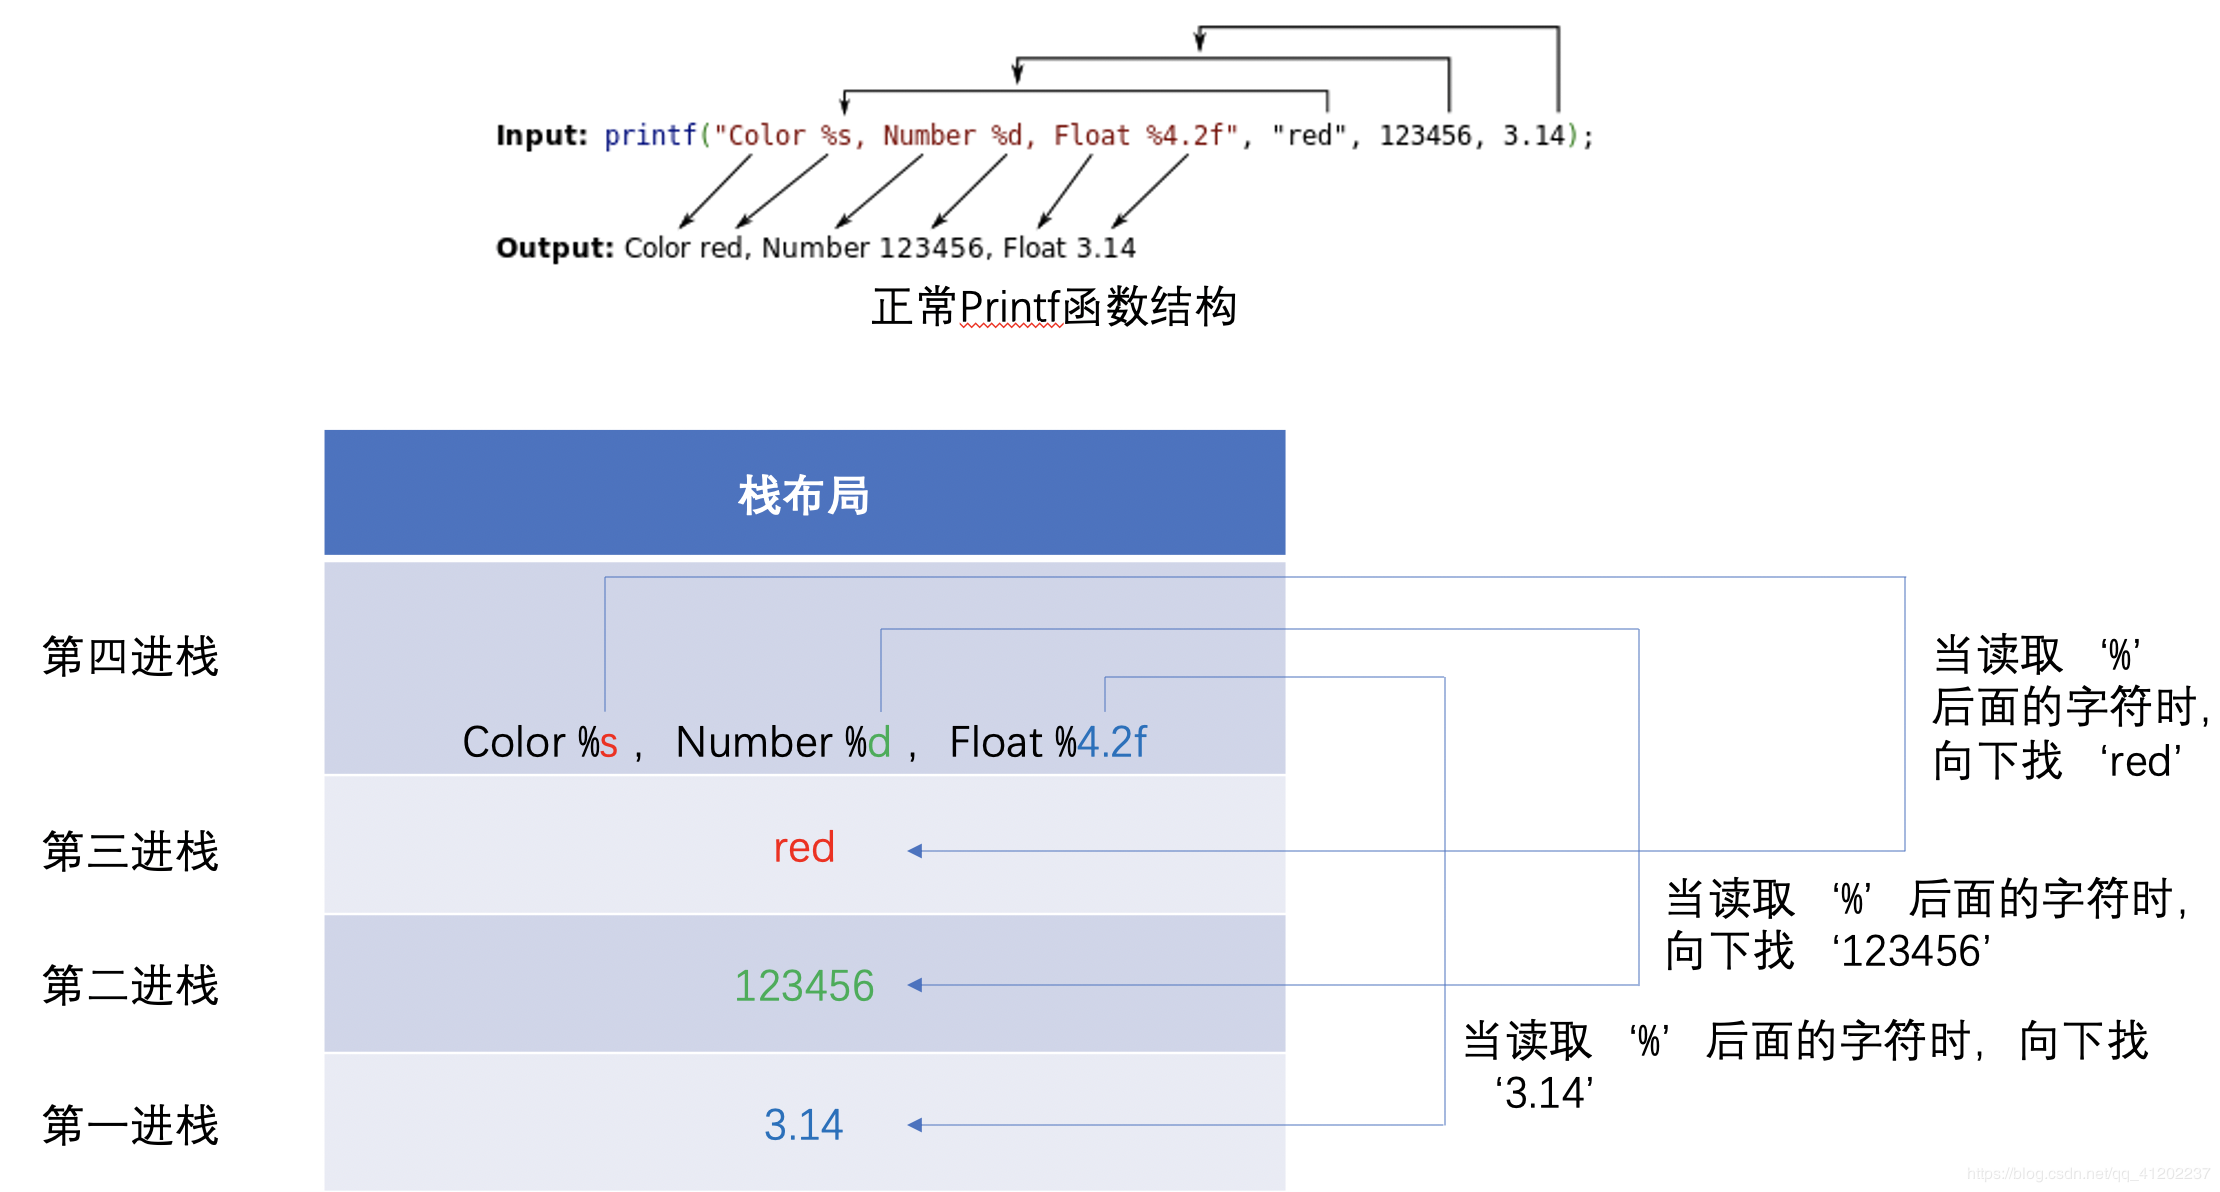 Input: printf("Color %s, Number %d, Float %4.2f", "red", 123456, 3.14);
Output: Color red, Number 123456, Float 3.14
正常Printf函数结构
栈布局
第四进栈
Color %s， Number %d， Float %4.2f
当读取 ‘%’
后面的字符时，
向下找 ‘red’
第三进栈
red
当读取 ‘%’ 后面的字符时，
向下找 ‘123456’
第二进栈
123456
当读取 ‘%’ 后面的字符时，向下找
‘3.14’
第一进栈
3.14
https://blog.csdn.net/qq_41202237